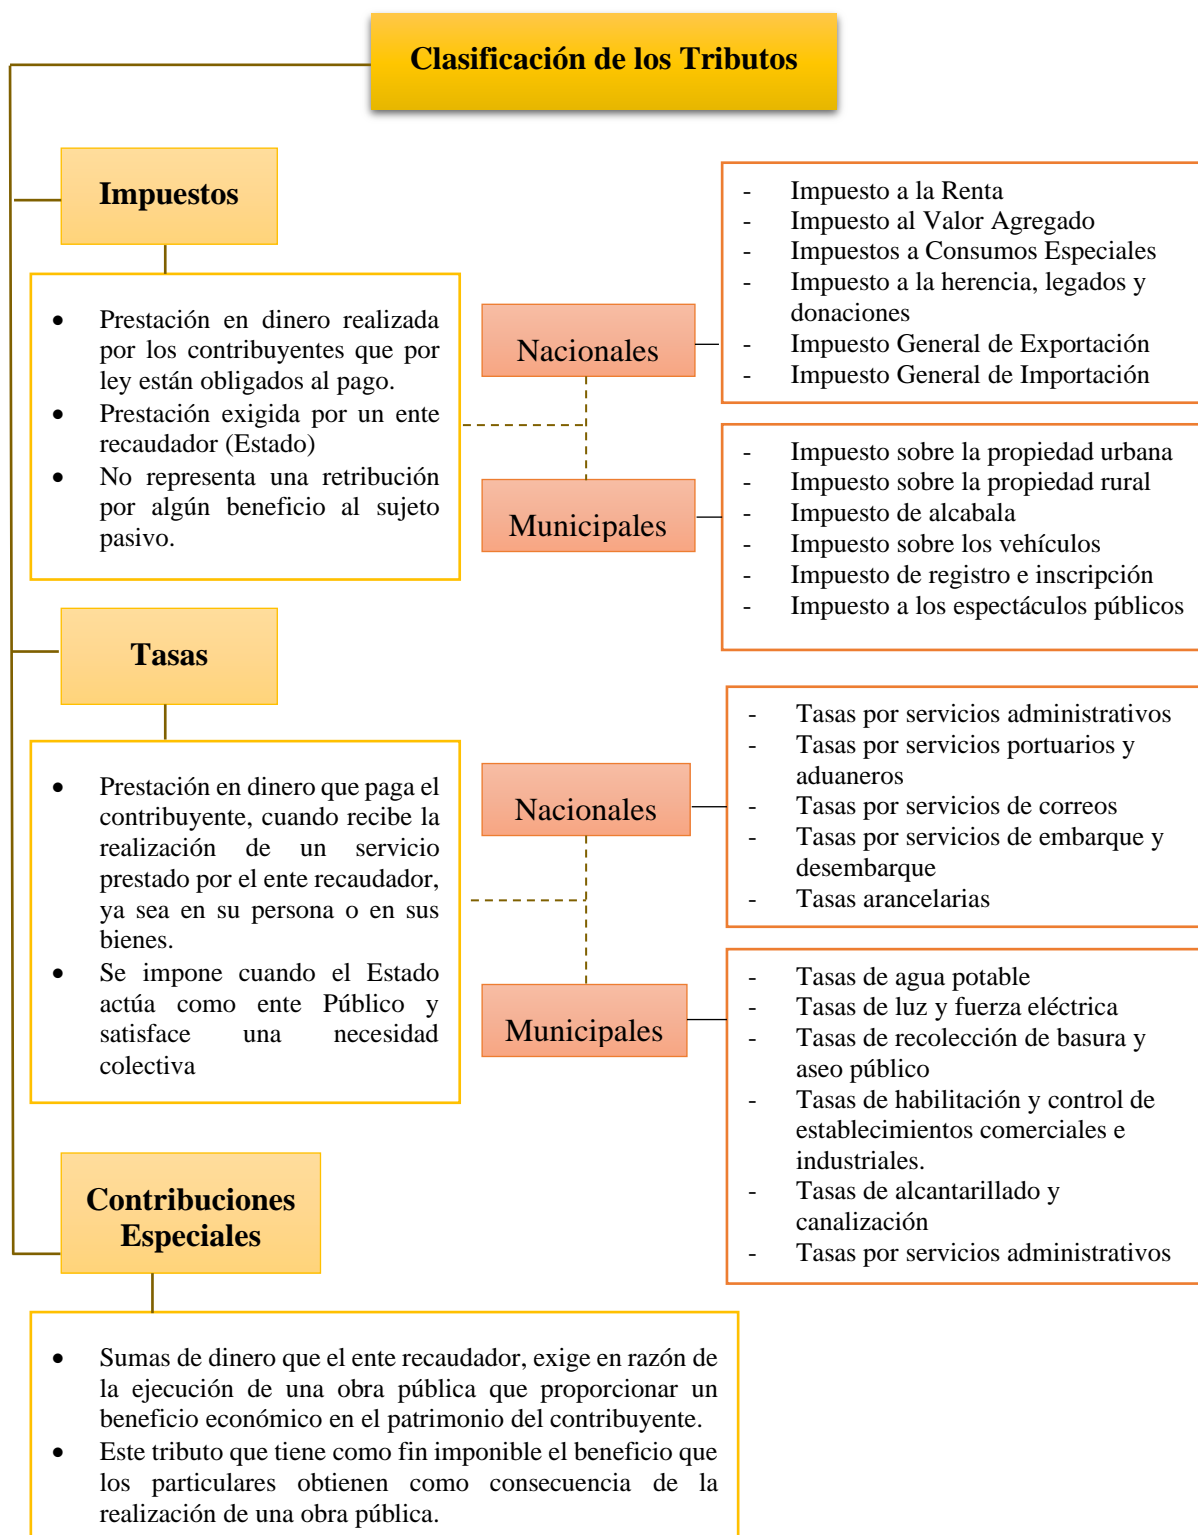 Clasificación de los Tributos
Impuestos
• Prestación en dinero realizada
por los contribuyentes que por
ley están obligados al pago.
• Prestación exigida por un ente
recaudador (Estado)
• No representa una retribución
por algún beneficio al sujeto
pasivo.
Nacionales
- Impuesto a la Renta
- Impuesto al Valor Agregado
- Impuestos a Consumos Especiales
- Impuesto a la herencia, legados y
donaciones
- Impuesto General de Exportación
- Impuesto General de Importación
Municipales
- Impuesto sobre la propiedad urbana
- Impuesto sobre la propiedad rural
- Impuesto de alcabala
- Impuesto sobre los vehículos
- Impuesto de registro e inscripción
- Impuesto a los espectáculos públicos
Tasas
• Prestación en dinero que paga el
contribuyente, cuando recibe la
realización de un servicio
prestado por el ente recaudador,
ya sea en su persona o en sus
bienes.
• Se impone cuando el Estado
actúa como ente Público y
satisface una necesidad
colectiva
Nacionales
- Tasas por servicios administrativos
- Tasas por servicios portuarios y
aduaneros
- Tasas por servicios de correos
- Tasas por servicios de embarque y
desembarque
- Tasas arancelarias
Municipales
- Tasas de agua potable
- Tasas de luz y fuerza eléctrica
- Tasas de recolección de basura y
aseo público
- Tasas de habilitación y control de
establecimientos comerciales e
industriales.
- Tasas de alcantarillado y
canalización
- Tasas por servicios administrativos
Contribuciones
Especiales
• Sumas de dinero que el ente recaudador, exige en razón de
la ejecución de una obra pública que proporcionar un
beneficio económico en el patrimonio del contribuyente.
• Este tributo que tiene como fin imponible el beneficio que
los particulares obtienen como consecuencia de la
realización de una obra pública.